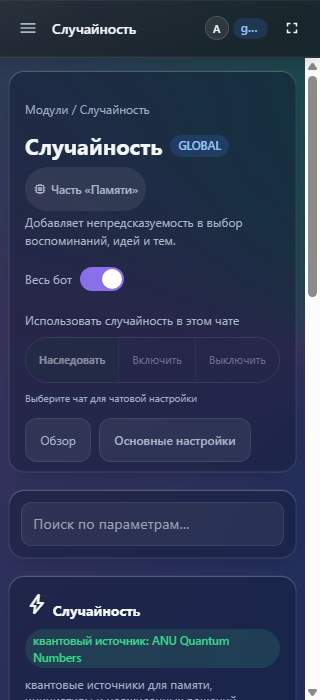 Случайность
A
g...
Модули / Случайность
Случайность
GLOBAL
Часть «Памяти»
Добавляет непредсказуемость в выбор
воспоминаний, идей и тем.
Весь бот
Использовать случайность в этом чате
Наследовать
Включить
Выключить
Выберите чат для чатовой настройки
Обзор
Основные настройки
Поиск по параметрам...
Случайность
квантовый источник: ANU Quantum
Numbers
квантовые источники для памяти,